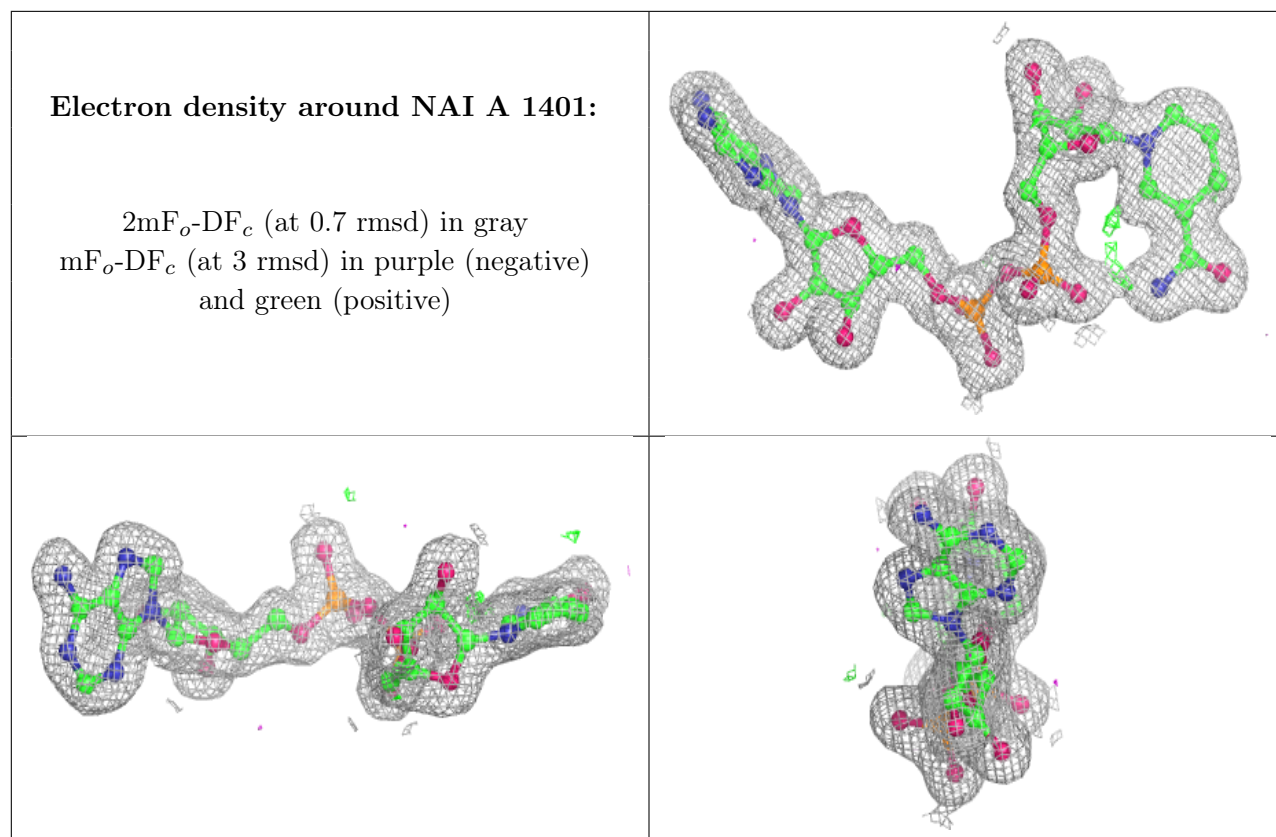 Electron density around NAI A 1401:
2mFo-DFc (at 0.7 rmsd) in gray
mFo-DFc (at 3 rmsd) in purple (negative)
and green (positive)